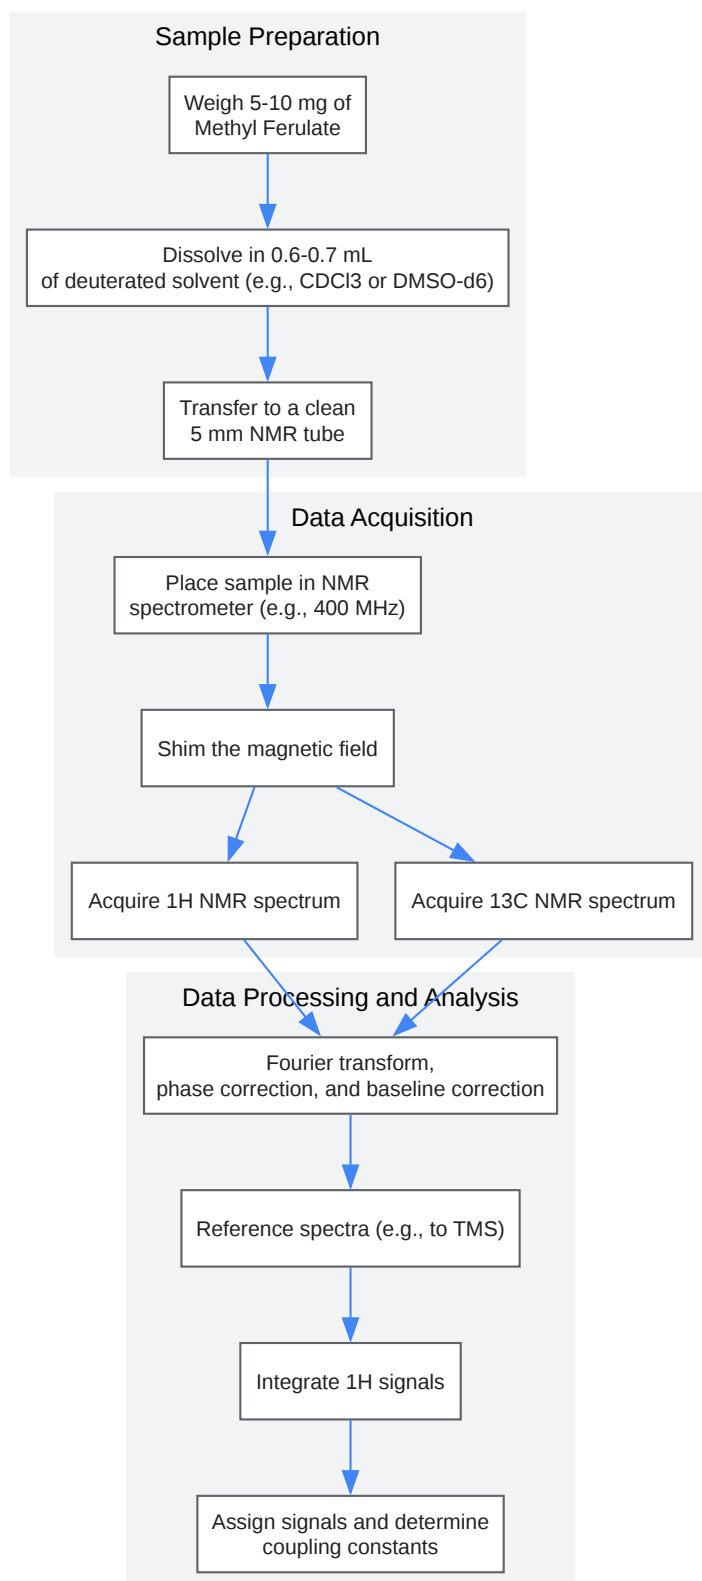 Sample Preparation
Weigh 5-10 mg of
Methyl Ferulate
Dissolve in 0.6-0.7 mL
of deuterated solvent (e.g., CDCl3 or DMSO-d6)
Transfer to a clean
5 mm NMR tube
Data Acquisition
Place sample in NMR
spectrometer (e.g., 400 MHz)
Shim the magnetic field
Acquire 1H NMR spectrum
Acquire 13C NMR spectrum
Data Processing and Analysis
Fourier transform,
phase correction, and baseline correction
Reference spectra (e.g., to TMS)
Integrate 1H signals
Assign signals and determine
coupling constants